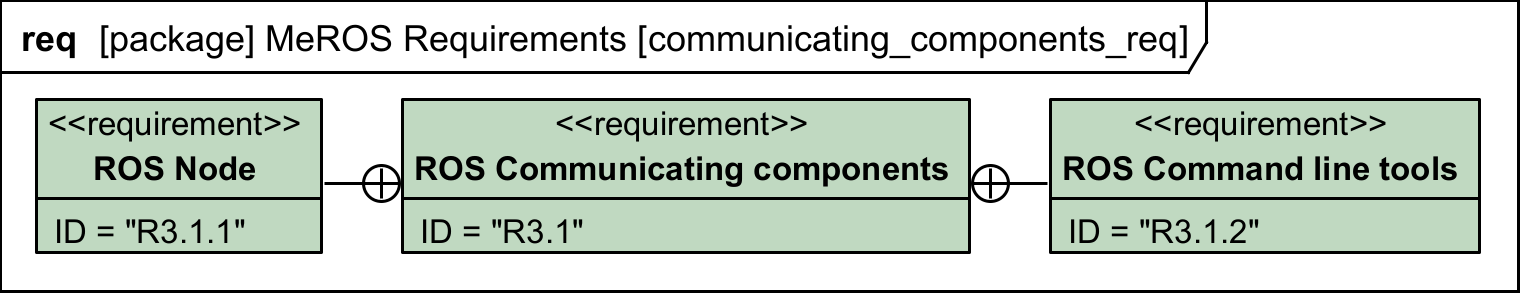 req [package] MeROS Requirements [communicating_components_req]
<<requirement>>
ROS Node
ID = "R3.1.1"
<<requirement>>
ROS Communicating components
ID = "R3.1"
<<requirement>>
ROS Command line tools
ID = "R3.1.2"